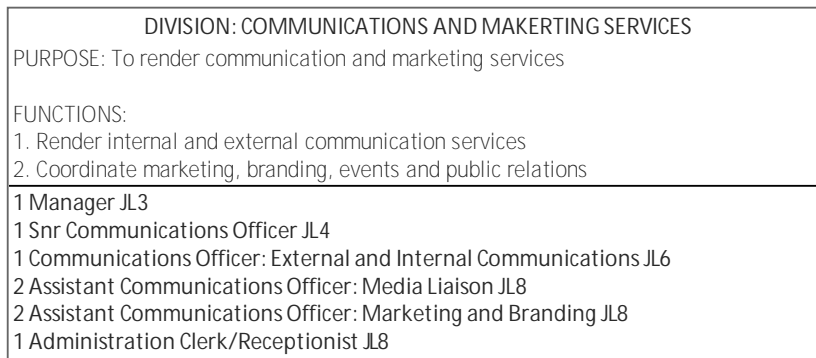 DIVISION: COMMUNICATIONS AND MAKERTING SERVICES
PURPOSE: To render communication and marketing services
FUNCTIONS:
1. Render internal and external communication services
2. Coordinate marketing, branding, events and public relations
1 Manager JL3
1 Snr Communications Officer JL4
1 Communications Officer: External and Internal Communications JL6
2 Assistant Communications Officer: Media Liaison JL8
2 Assistant Communications Officer: Marketing and Branding JL8
1 Administration Clerk/Receptionist JL8